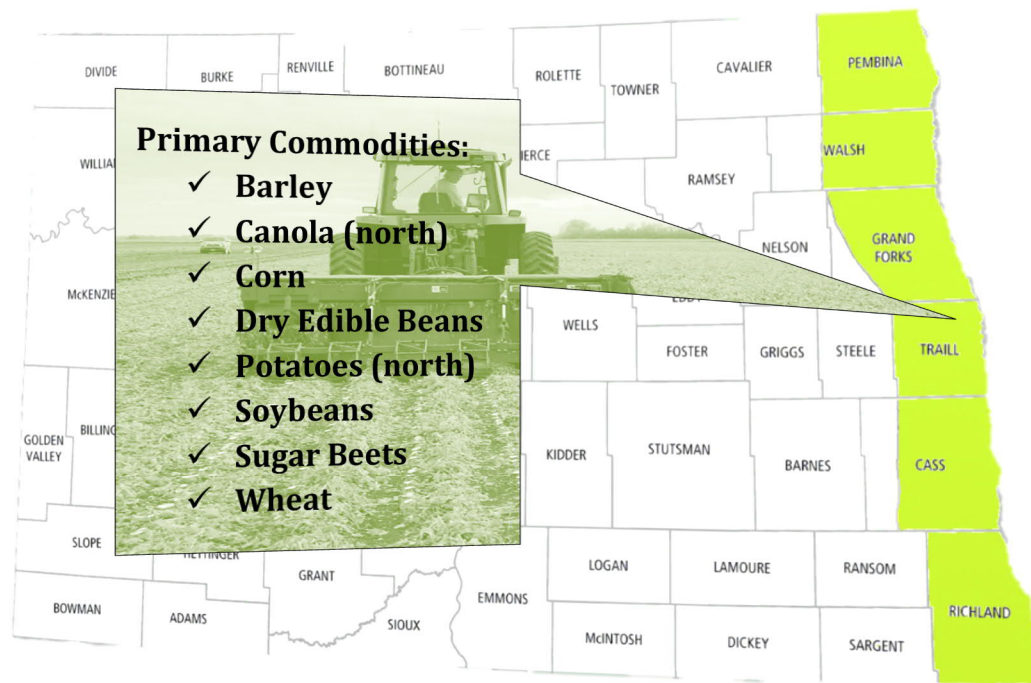 DIVIDE
BURKE
RENVILLE
BOTTINEAU
ROLETTE
TOWNER
CAVALIER
PEMBINA
WALSH
RAMSEY
NELSON
GRAND
FORKS
McKENZIE
WELLS
FOSTER
GRIGGS
STEELE
TRAILL
GOLDEN
VALLEY
KIDDER
STUTSMAN
BARNES
CASS
SLOPE
GRANT
LOGAN
LAMOURE
RANSOM
BOWMAN
ADAMS
SIOUX
EMMONS
McINTOSH
DICKEY
SARGENT
RICHLAND
Primary Commodities:
✓ Barley
✓ Canola (north)
✓ Corn
✓ Dry Edible Beans
✓ Potatoes (north)
✓ Soybeans
✓ Sugar Beets
✓ Wheat